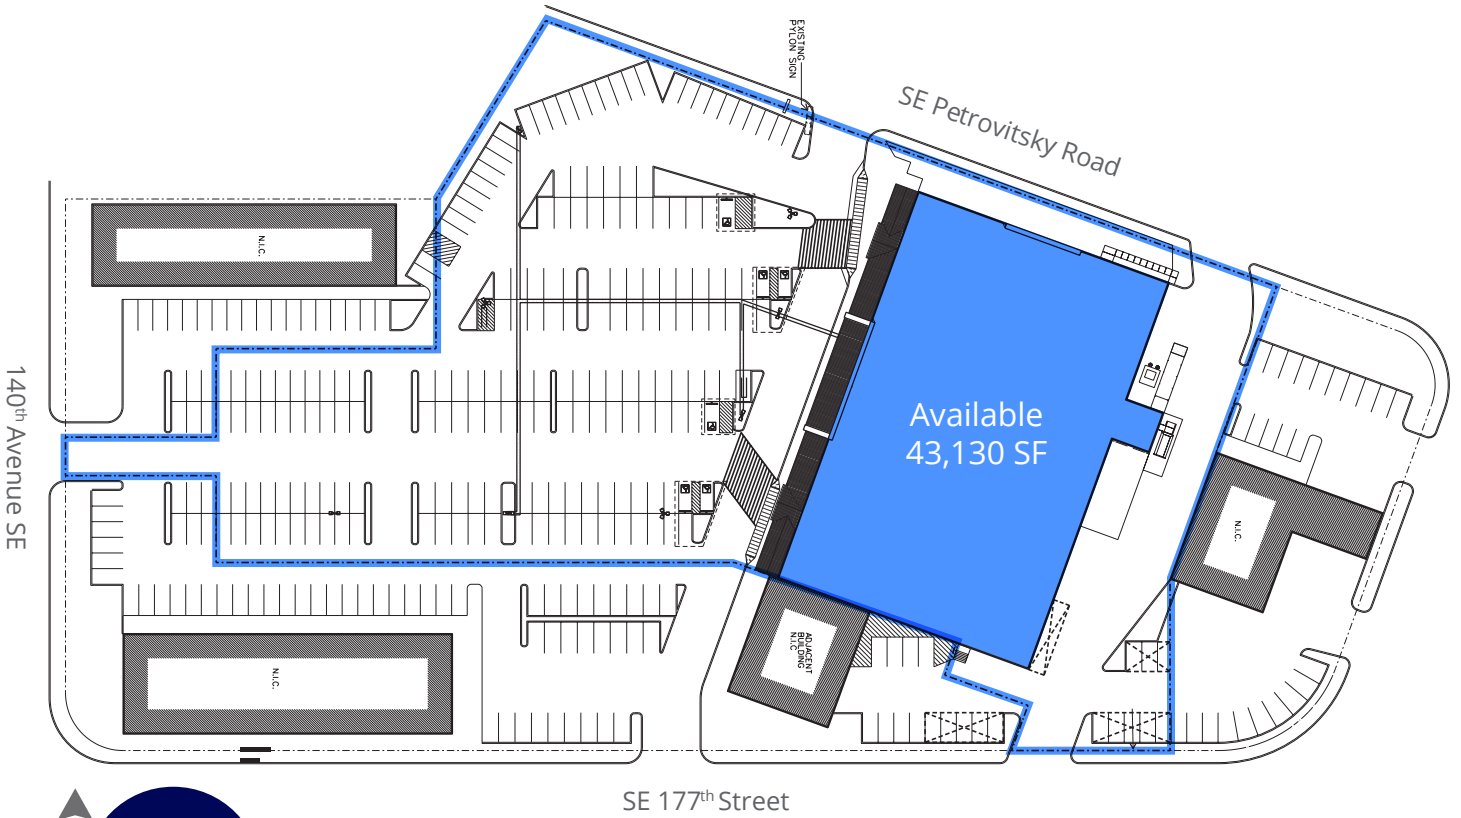 EXISTING
PYLON SIGN
SE Petrovitsky Road
N.I.C.
140th Avenue SE
Available
43,130 SF
N.I.C.
ADJACENT
BUILDING
N.I.C
N.I.C.
SE 177th Street